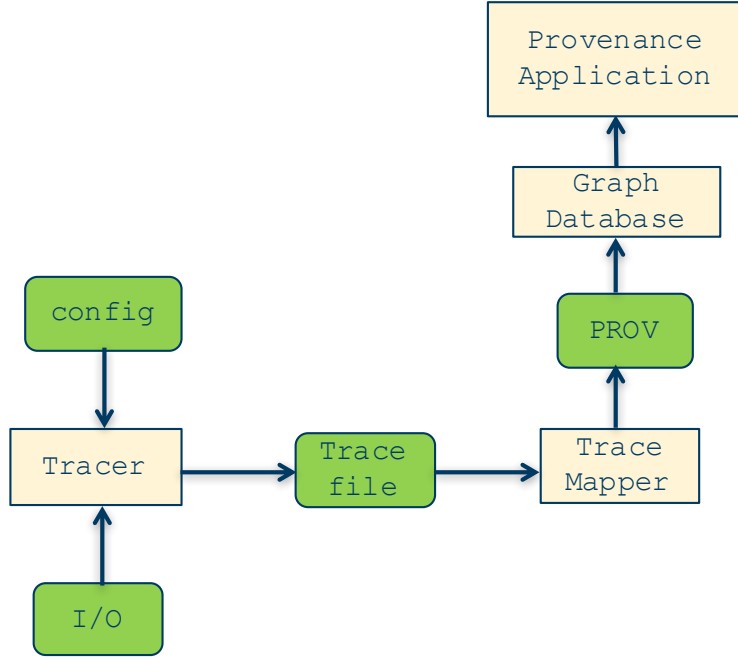 Provenance
Application
Graph
Database
config
PROV
Tracer
Trace
file
Trace
Mapper
I/O